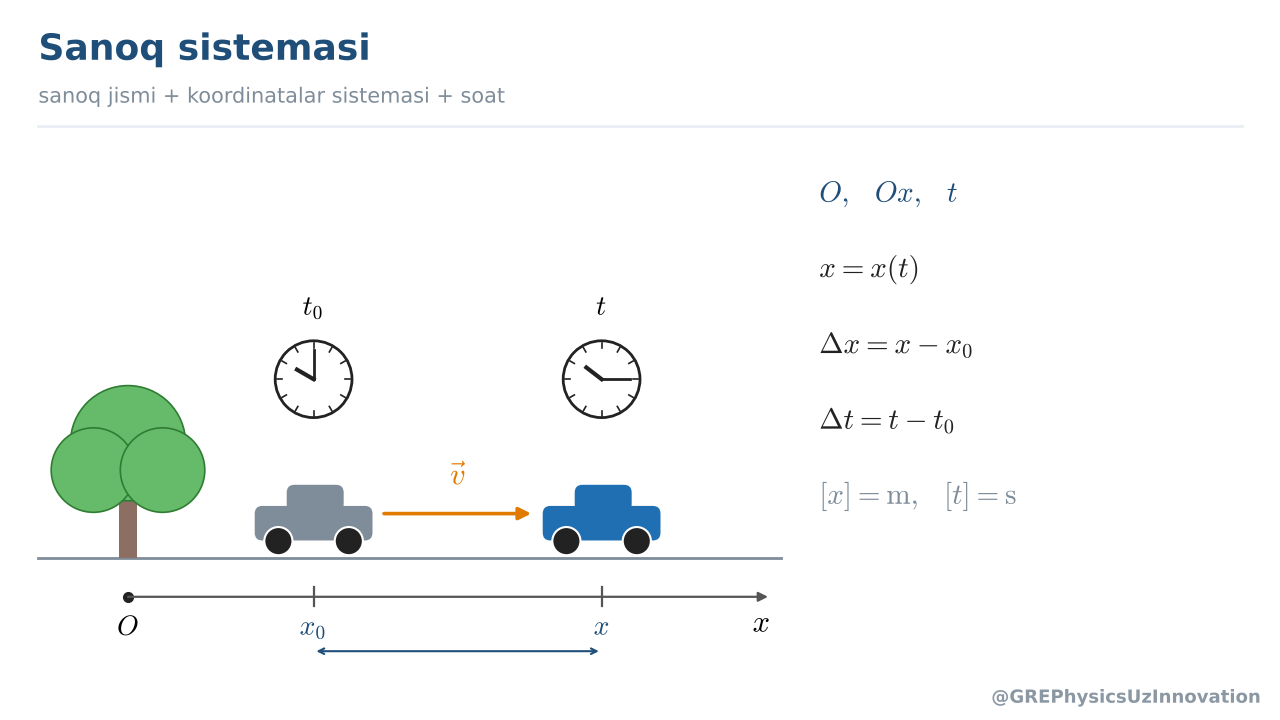 Sanoq sistemasi
sanoq jismi + koordinatalar sistemasi + soat
O, Ox, t
x = x(t)
Δx = x − x₀
Δt = t − t₀
[x] = m, [t] = s
t₀ t
v⃗
O x₀ x x
@GREPhysicsUzInnovation